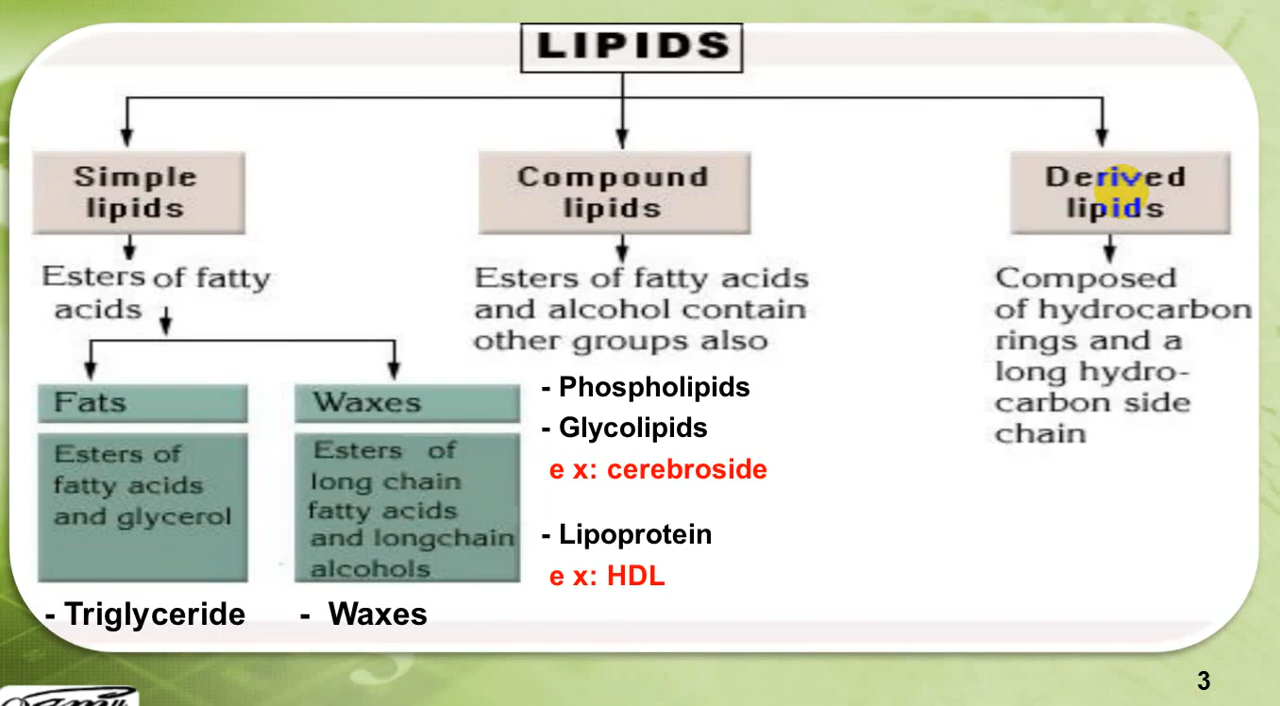 LIPIDS
Simple
lipids
Esters of fatty
acids
Fats
Esters of
fatty acids
and glycerol
- Triglyceride
Waxes
Esters of
long chain
fatty acids
and longchain
alcohols
- Waxes
Compound
lipids
Esters of fatty acids
and alcohol contain
other groups also
- Phospholipids
- Glycolipids
e x: cerebroside
- Lipoprotein
e x: HDL
Derived
lipids
Composed
of hydrocarbon
rings and a
long hydro-
carbon side
chain
3